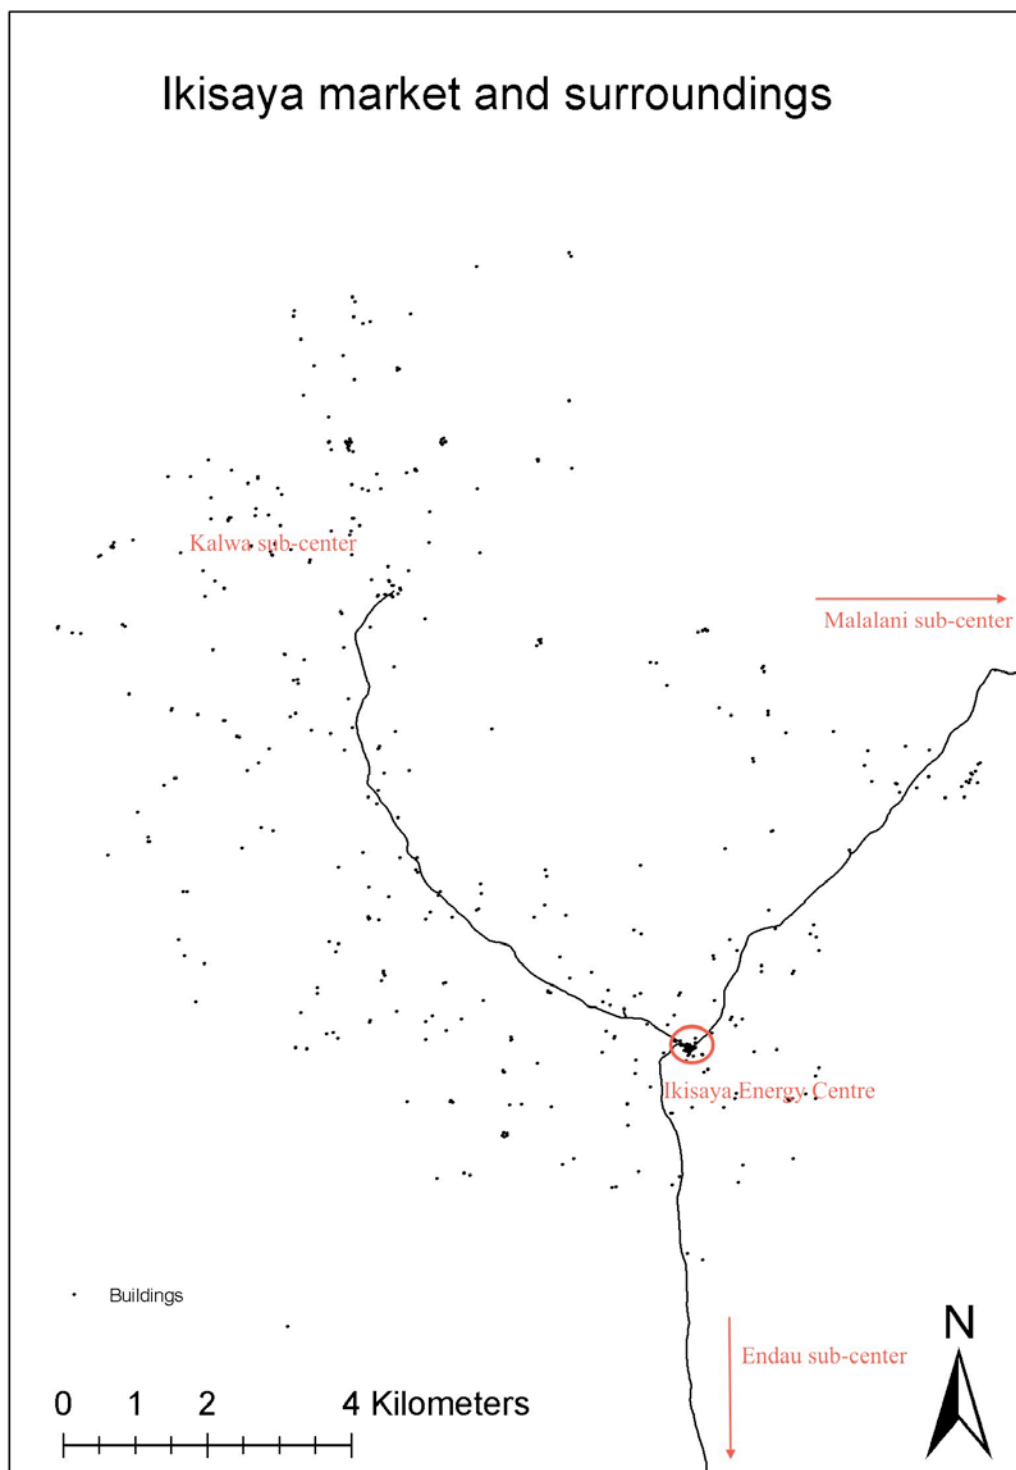 Ikisaya market and surroundings
Kalwa sub-center
Malalani sub-center
Ikisaya Energy Centre
Buildings
N
Endau sub-center
0 1 2 4 Kilometers